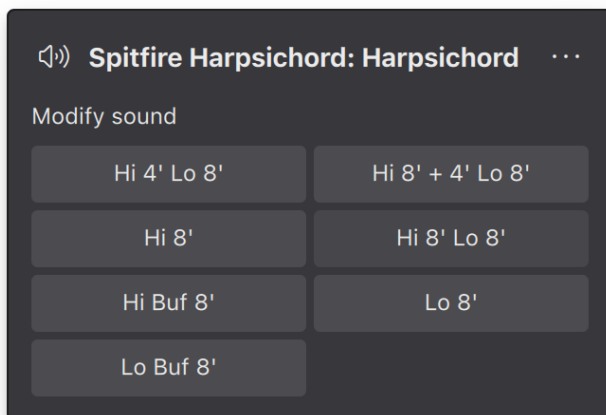 Spitfire Harpsichord: Harpsichord ...
Modify sound
Hi 4' Lo 8'
Hi 8' + 4' Lo 8'
Hi 8'
Hi 8' Lo 8'
Hi Buf 8'
Lo 8'
Lo Buf 8'